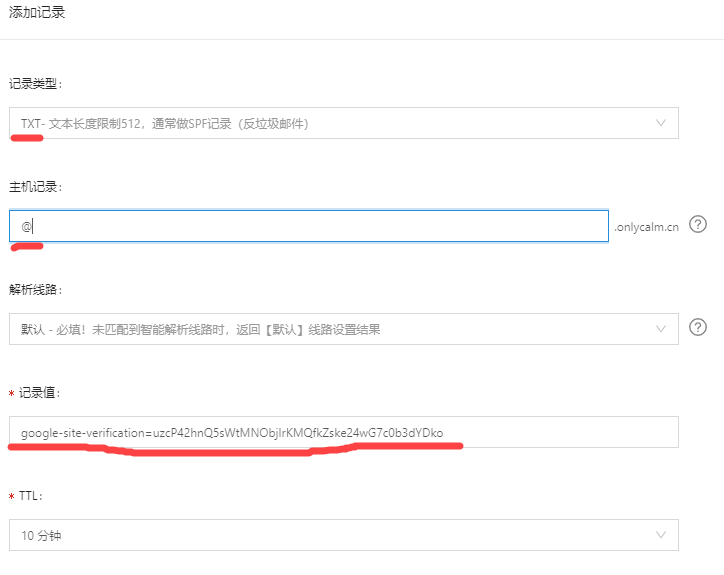 添加记录
记录类型：
TXT- 文本长度限制512，通常做SPF记录（反垃圾邮件）
主机记录：
@
.onlycalm.cn
?
解析线路：
默认 - 必填！未匹配到智能解析线路时，返回【默认】线路设置结果
?
* 记录值：
google-site-verification=uzcP42hnQ5sWtMNObjIrKMQfkZske24wG7c0b3dYDko
* TTL：
10 分钟